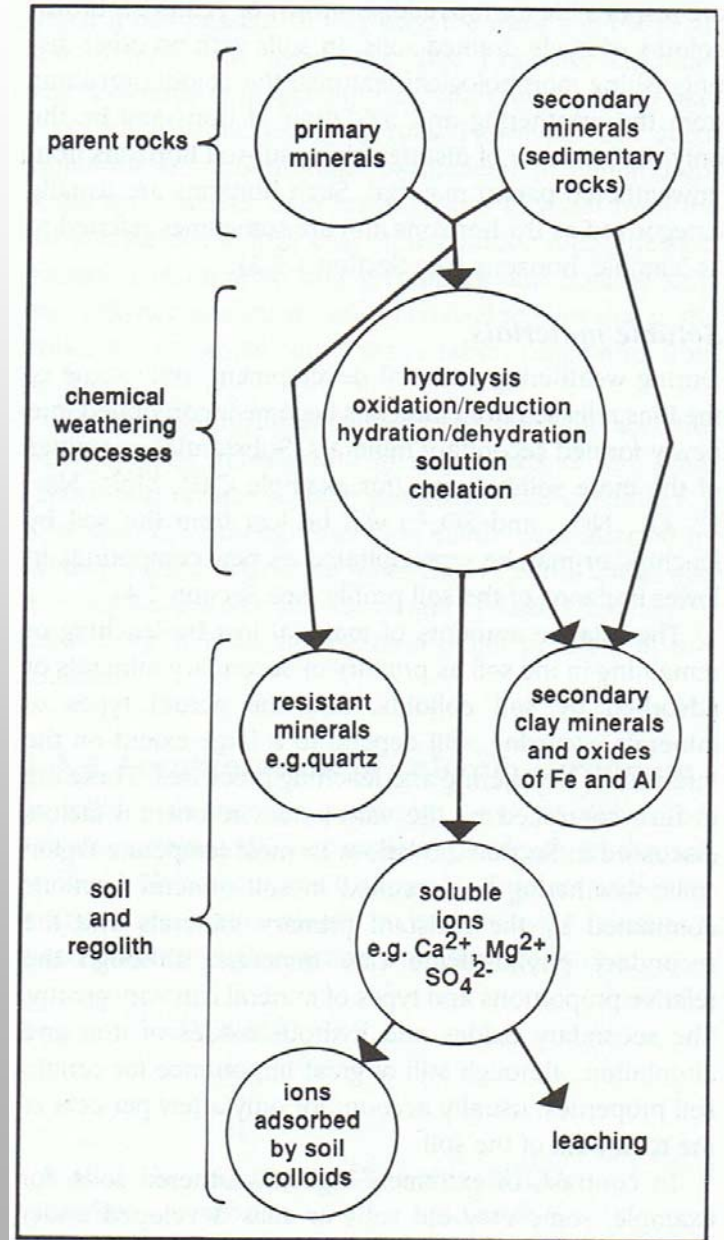 parent rocks
primary
minerals
secondary
minerals
(sedimentary
rocks)
chemical
weathering
processes
hydrolysis
oxidation/reduction
hydration/dehydration
solution
chelation
resistant
minerals
e.g.quartz
secondary
clay minerals
and oxides
of Fe and Al
soil
and
regolith
soluble
ions
e.g. Ca²⁺, Mg²⁺,
SO₄²⁻
ions
adsorbed
by soil
colloids
leaching